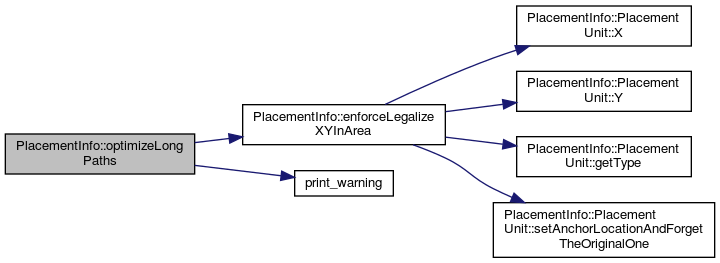 PlacementInfo::optimizeLong
Paths
PlacementInfo::enforceLegalize
XYInArea
print_warning
PlacementInfo::Placement
Unit::X
PlacementInfo::Placement
Unit::Y
PlacementInfo::Placement
Unit::getType
PlacementInfo::Placement
Unit::setAnchorLocationAndForget
TheOriginalOne